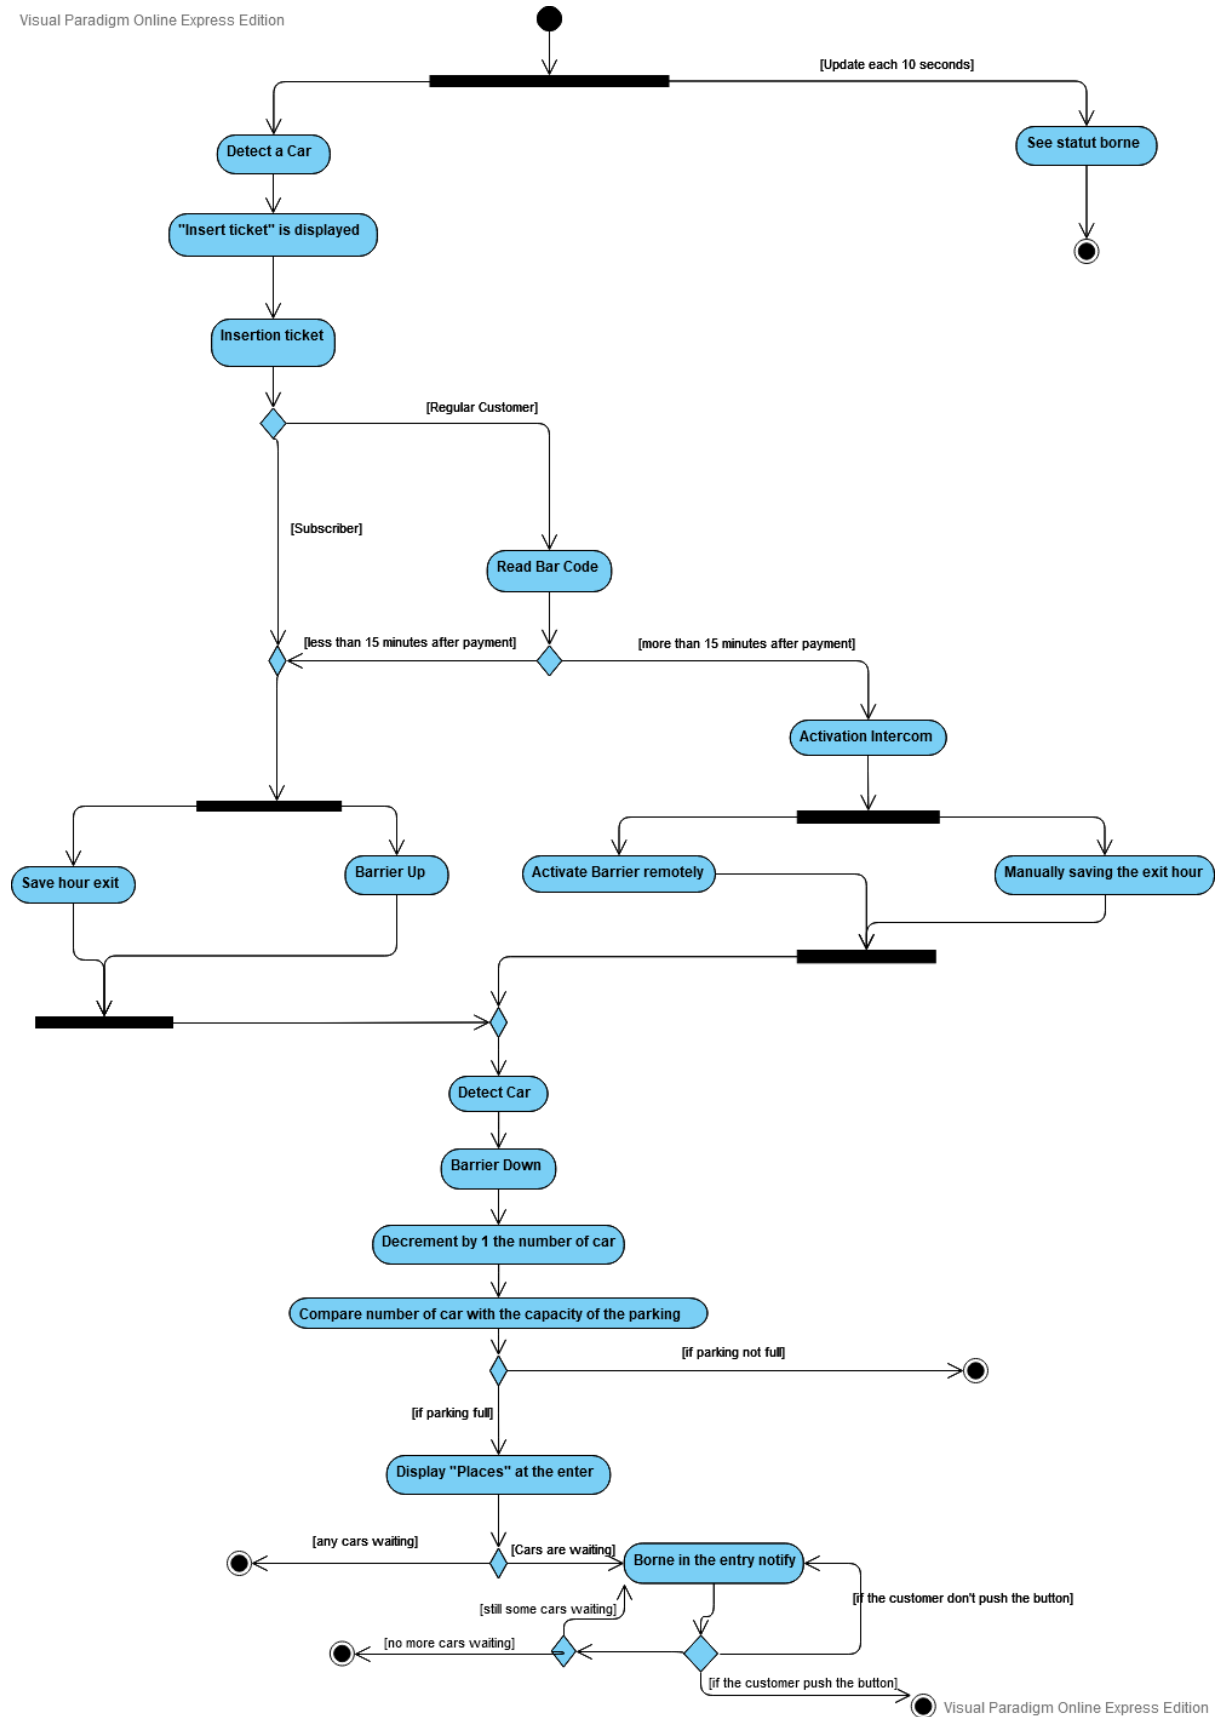 Visual Paradigm Online Express Edition
[Update each 10 seconds]
Detect a Car
See statut borne
"Insert ticket" is displayed
Insertion ticket
[Regular Customer]
[Subscriber]
Read Bar Code
[less than 15 minutes after payment]
[more than 15 minutes after payment]
Activation Intercom
Save hour exit
Barrier Up
Activate Barrier remotely
Manually saving the exit hour
Detect Car
Barrier Down
Decrement by 1 the number of car
Compare number of car with the capacity of the parking
[if parking not full]
[if parking full]
Display "Places" at the enter
[any cars waiting]
[Cars are waiting]
Borne in the entry notify
[if the customer don't push the button]
[still some cars waiting]
[no more cars waiting]
[if the customer push the button]
Visual Paradigm Online Express Edition